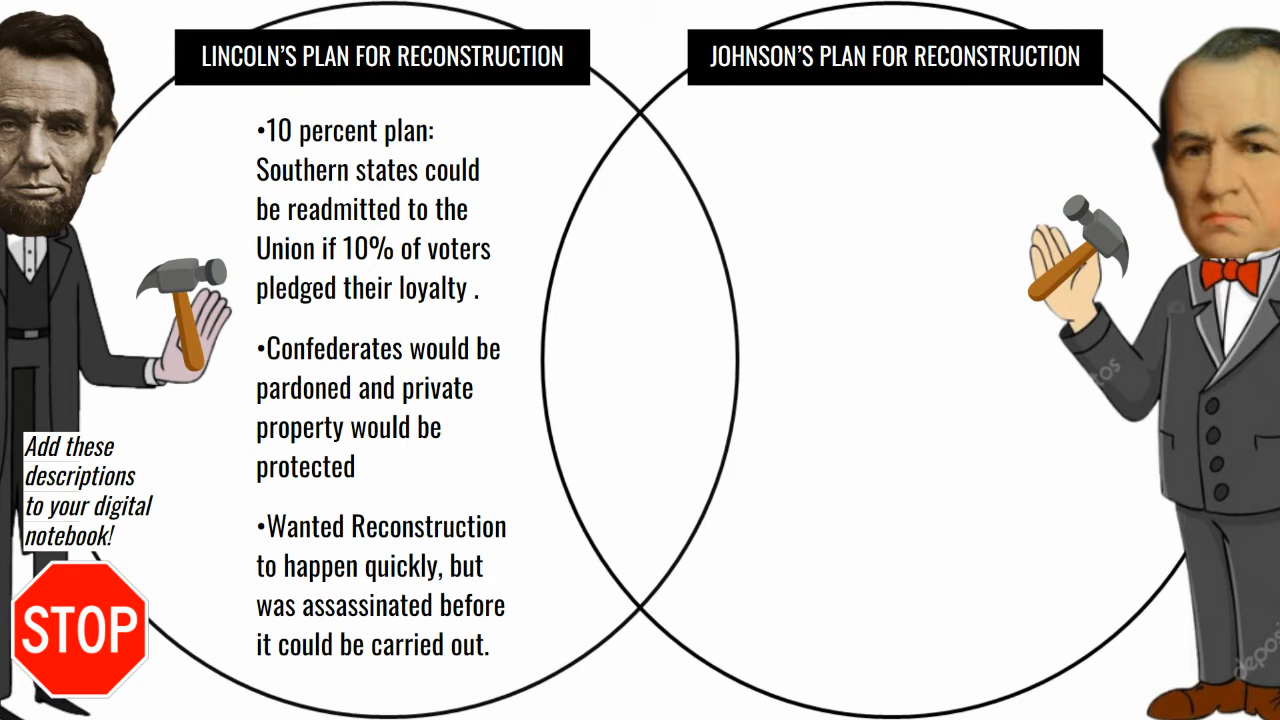 LINCOLN'S PLAN FOR RECONSTRUCTION
JOHNSON'S PLAN FOR RECONSTRUCTION
•10 percent plan:
Southern states could
be readmitted to the
Union if 10% of voters
pledged their loyalty .
•Confederates would be
pardoned and private
property would be
protected
•Wanted Reconstruction
to happen quickly, but
was assassinated before
it could be carried out.
Add these
descriptions
to your digital
notebook!
STOP